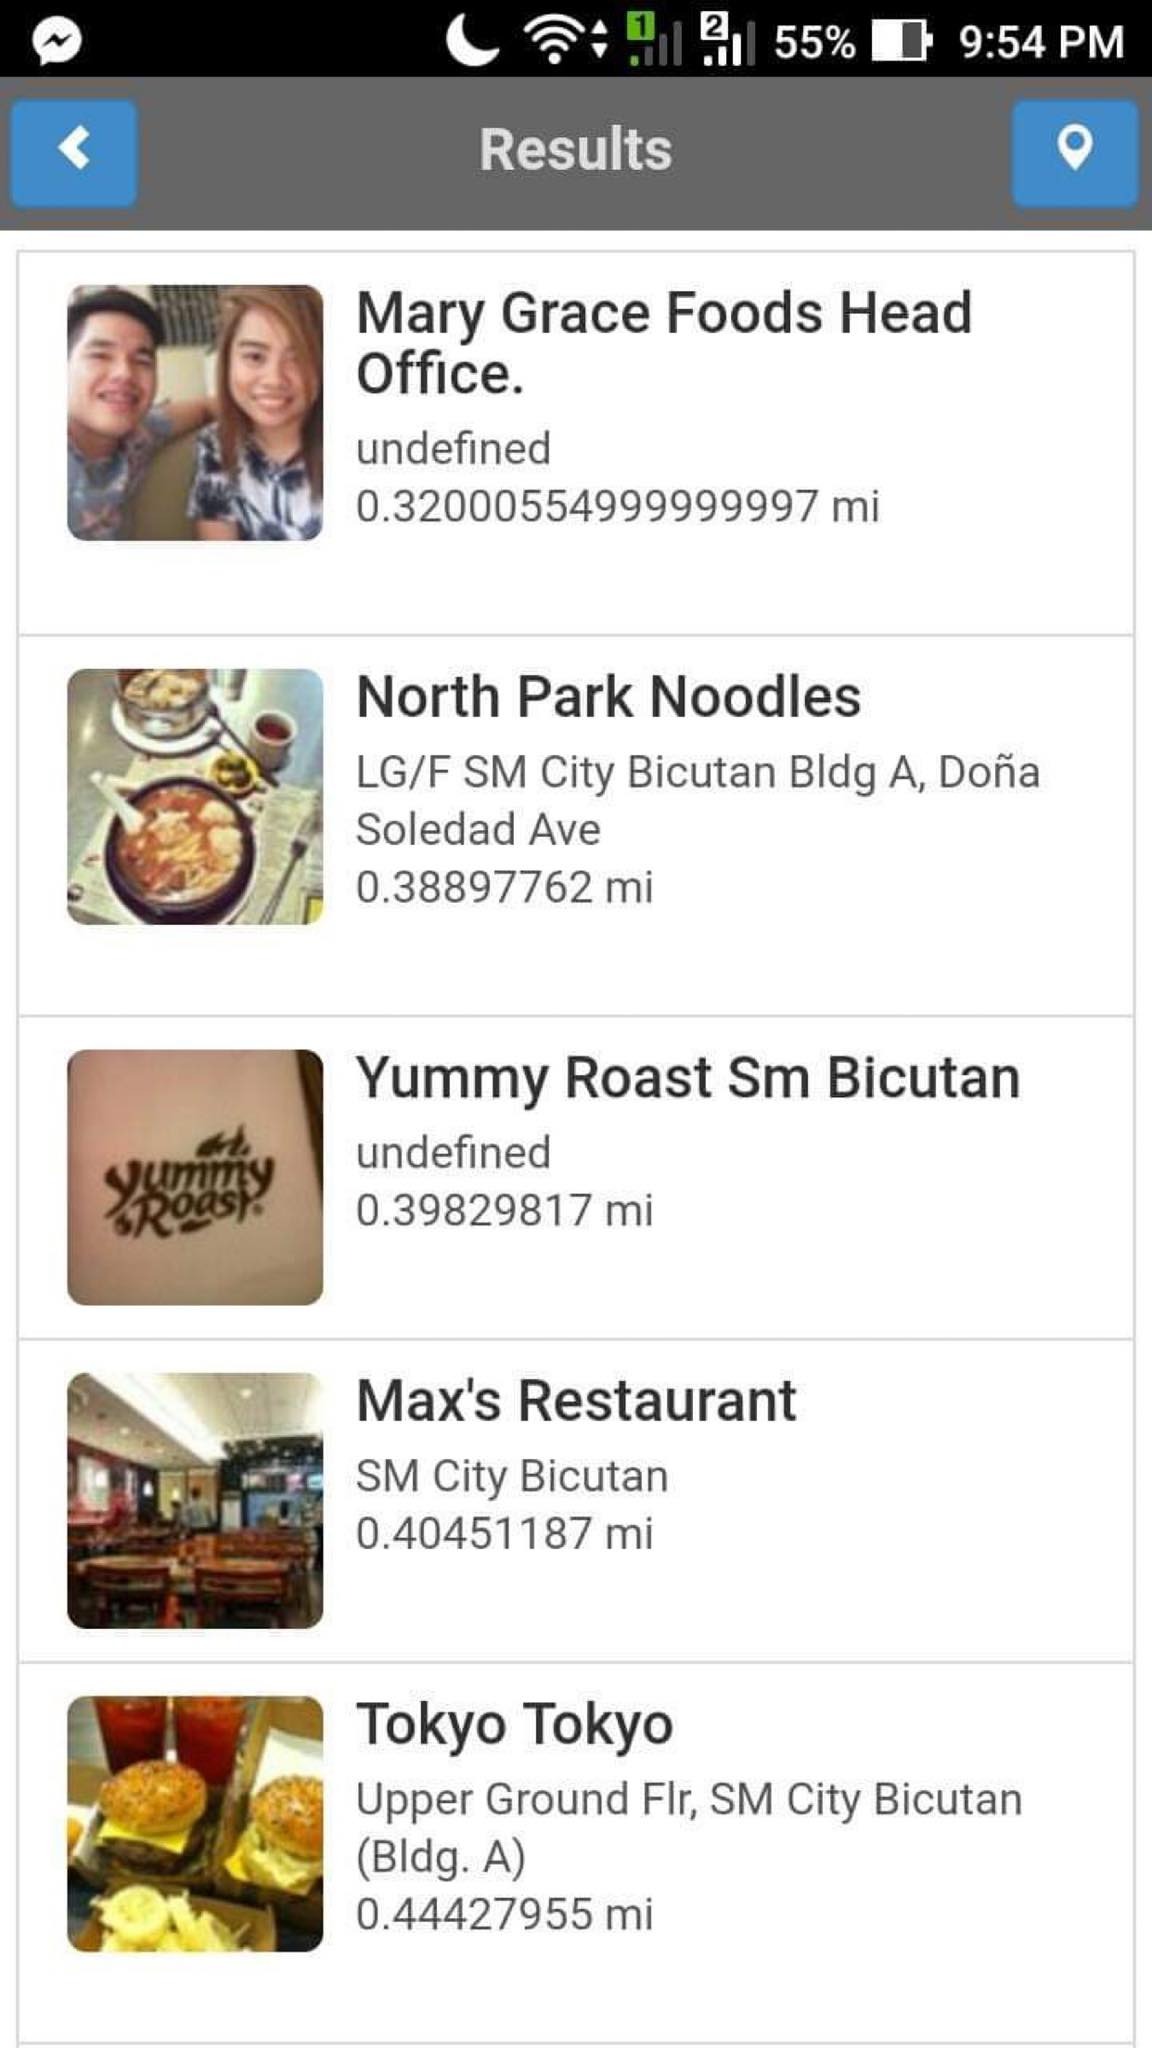 1
2
55%
9:54 PM
Results
Mary Grace Foods Head
Office.
undefined
0.32000554999999997 mi
North Park Noodles
LG/F SM City Bicutan Bldg A, Doña
Soledad Ave
0.38897762 mi
Yummy Roast Sm Bicutan
undefined
0.39829817 mi
yummy
Roast
Max's Restaurant
SM City Bicutan
0.40451187 mi
Tokyo Tokyo
Upper Ground Flr, SM City Bicutan
(Bldg. A)
0.44427955 mi